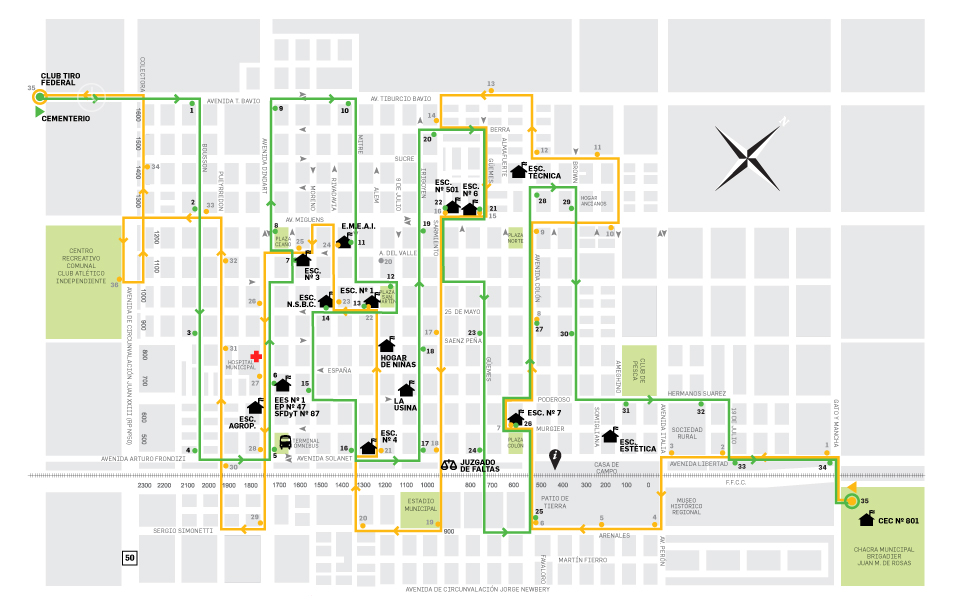 CLUB TIRO
FEDERAL
35
CEMENTERIO
COLECTORA
AVENIDA T. BAVIO
AV. TIBURCIO BAVIO
13
14
1
9
10
20
BERRA
1600
1500
1400
1300
1200
1100
1000
900
800
700
600
500
BOUSSON
PUEYRREDON
MITRE
SUCRE
ALMAFUERTE
GÜEMES
12
11
BROWN
34
MORENO
RIVADAVIA
ALEM
9 DE JULIO
YRIGOYEN
ESC.
TÉCNICA
ESC.
Nº 501
ESC.
Nº 6
2
33
22
16
21
15
28
29
HOGAR
ANCIANOS
AV. MIGUENS
E.M.E.A.I.
8
PLAZA
25
24
11
19
SARMIENTO
PLAZA
NORTE
9
10
CENTRO
RECREATIVO
COMUNAL
CLUB ATLÉTICO
INDEPENDIENTE
36
32
7
ESC.
Nº 3
DEL VALLE
20
12
PLAZA
SAN
MARTÍN
ESC.
N.S.B.C.
ESC. Nº 1
23
13
14
22
26
AVENIDA COLÓN
25 DE MAYO
8
27
3
17
SAENZ PEÑA
23
30
31
HOSPITAL
MUNICIPAL
27
HOGAR
DE NIÑAS
18
GÜEMES
AMEGHINO
CLUB DE
PESCA
ESPAÑA
6
15
EES Nº 1
EP Nº 47
SFDyT Nº 87
ESC.
AGROP.
LA
USINA
PODEROSO
HERMANOS SUAREZ
31
32
ESC. Nº 7
26
7
MURGIER
PLAZA
COLÓN
SOMIGLIANA
ESC.
ESTÉTICA
AVENIDA ITALIA
SOCIEDAD
RURAL
19 DE JULIO
GATO Y MANCHA
AVENIDA DE CIRCUNVALACIÓN JUAN XXIII (RP Nº50)
4
28
5
TERMINAL
OMNIBUS
ESC.
Nº 4
16
21
17
18
24
AVENIDA ARTURO FRONDIZI
AVENIDA SOLANET
30
JUZGADO
DE FALTAS
i
CASA DE
CAMPO
3
2
1
AVENIDA LIBERTAD
33
34
F.F.C.C.
2300 2200 2100 2000 1900 1800 1700 1600 1500 1400 1300 1200 1100 1000 900 800 700 600 500 400 300 200 120 0
35
CEC Nº 801
ESTADIO
MUNICIPAL
PATIO DE
TIERRA
MUSEO
HISTÓRICO
REGIONAL
SERGIO SIMONETTI
29
20
19
900
25
6
5
4
ARENALES
CHACRA MUNICIPAL
BRIGADIER
JUAN M. DE ROSAS
50
FAVALORO
MARTÍN FIERRO
AV. PERÓN
AVENIDA DE CIRCUNVALACIÓN JORGE NEWBERY